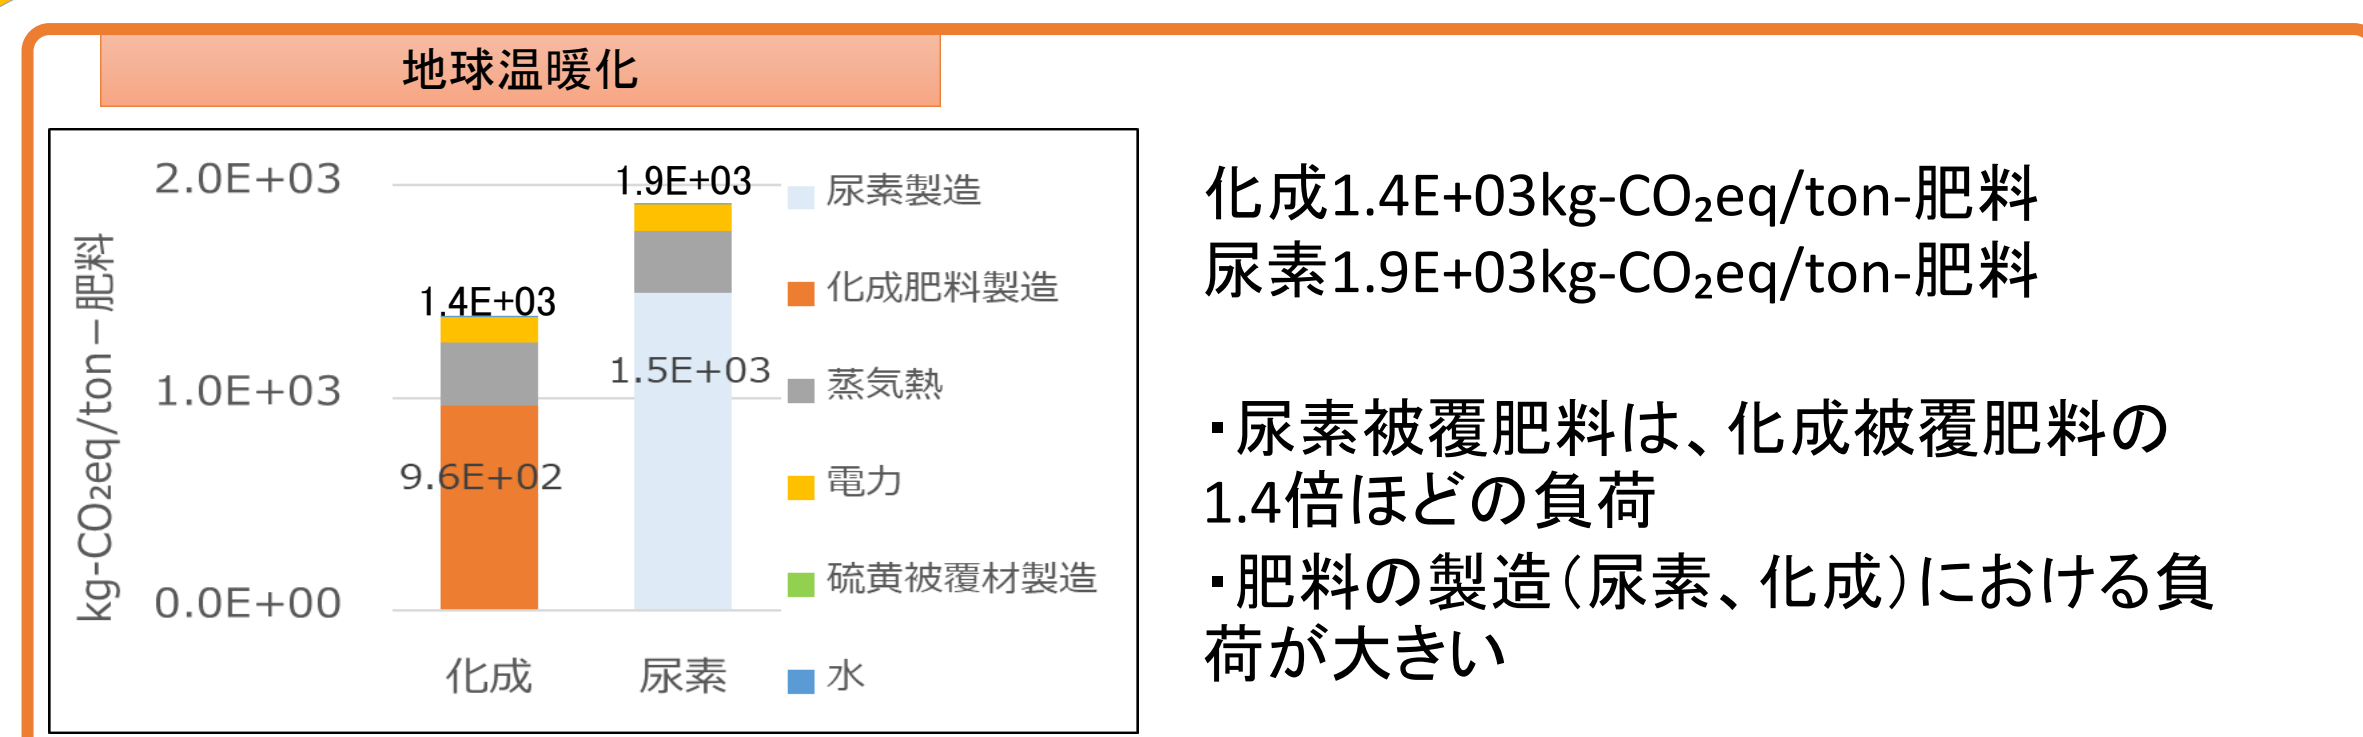 地球温暖化
kg-CO₂eq/ton－肥料
2.0E+03
1.0E+03
0.0E+00
1.4E+03
9.6E+02
1.9E+03
1.5E+03
化成
尿素
尿素製造
化成肥料製造
蒸気熱
電力
硫黄被覆材製造
水
化成1.4E+03kg-CO₂eq/ton-肥料
尿素1.9E+03kg-CO₂eq/ton-肥料
・尿素被覆肥料は、化成被覆肥料の
1.4倍ほどの負荷
・肥料の製造（尿素、化成）における負
荷が大きい